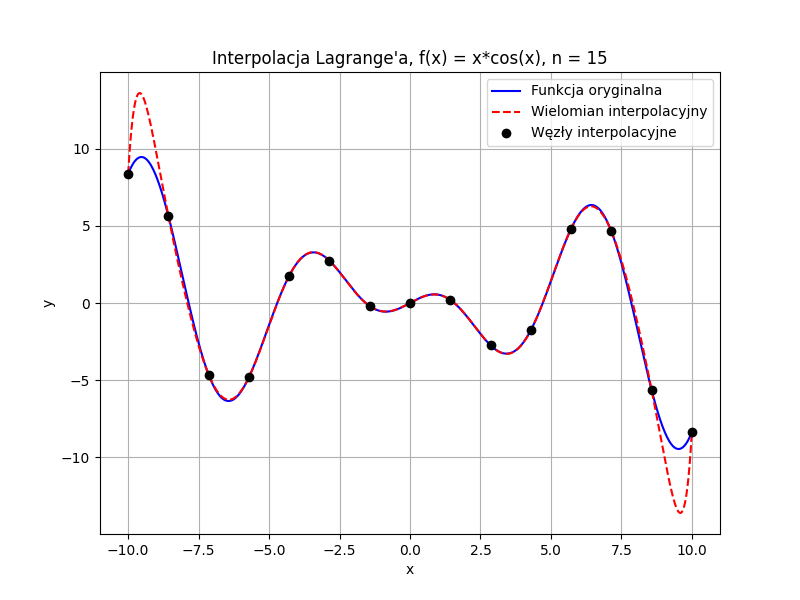 Interpolacja Lagrange'a, f(x) = x*cos(x), n = 15
Funkcja oryginalna
Wielomian interpolacyjny
Węzły interpolacyjne
10
5
0
−5
−10
y
−10.0 −7.5 −5.0 −2.5 0.0 2.5 5.0 7.5 10.0
x